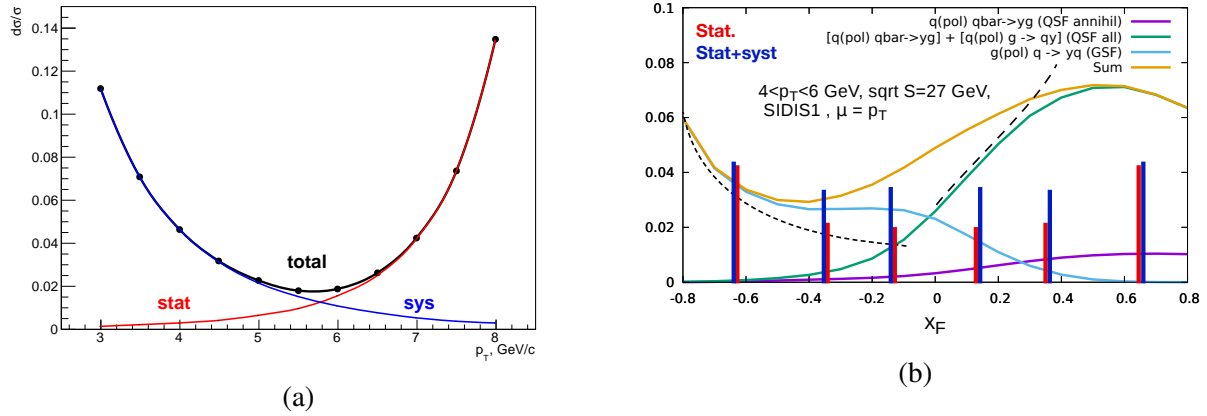 dσ/σ
0.14
0.12
0.1
0.08
0.06
0.04
0.02
0
total
stat
sys
3 4 5 6 7 8
p_T, GeV/c
(a)
0.1
0.08
0.06
0.04
0.02
0
Stat.
Stat+syst
q(pol) qbar->yg (QSF annihil)
[q(pol) qbar->yg] + [q(pol) g -> qy] (QSF all)
g(pol) q -> yq (GSF)
Sum
4<p_T<6 GeV, sqrt S=27 GeV,
SIDIS1 , μ = p_T
-0.8 -0.6 -0.4 -0.2 0 0.2 0.4 0.6 0.8
x_F
(b)